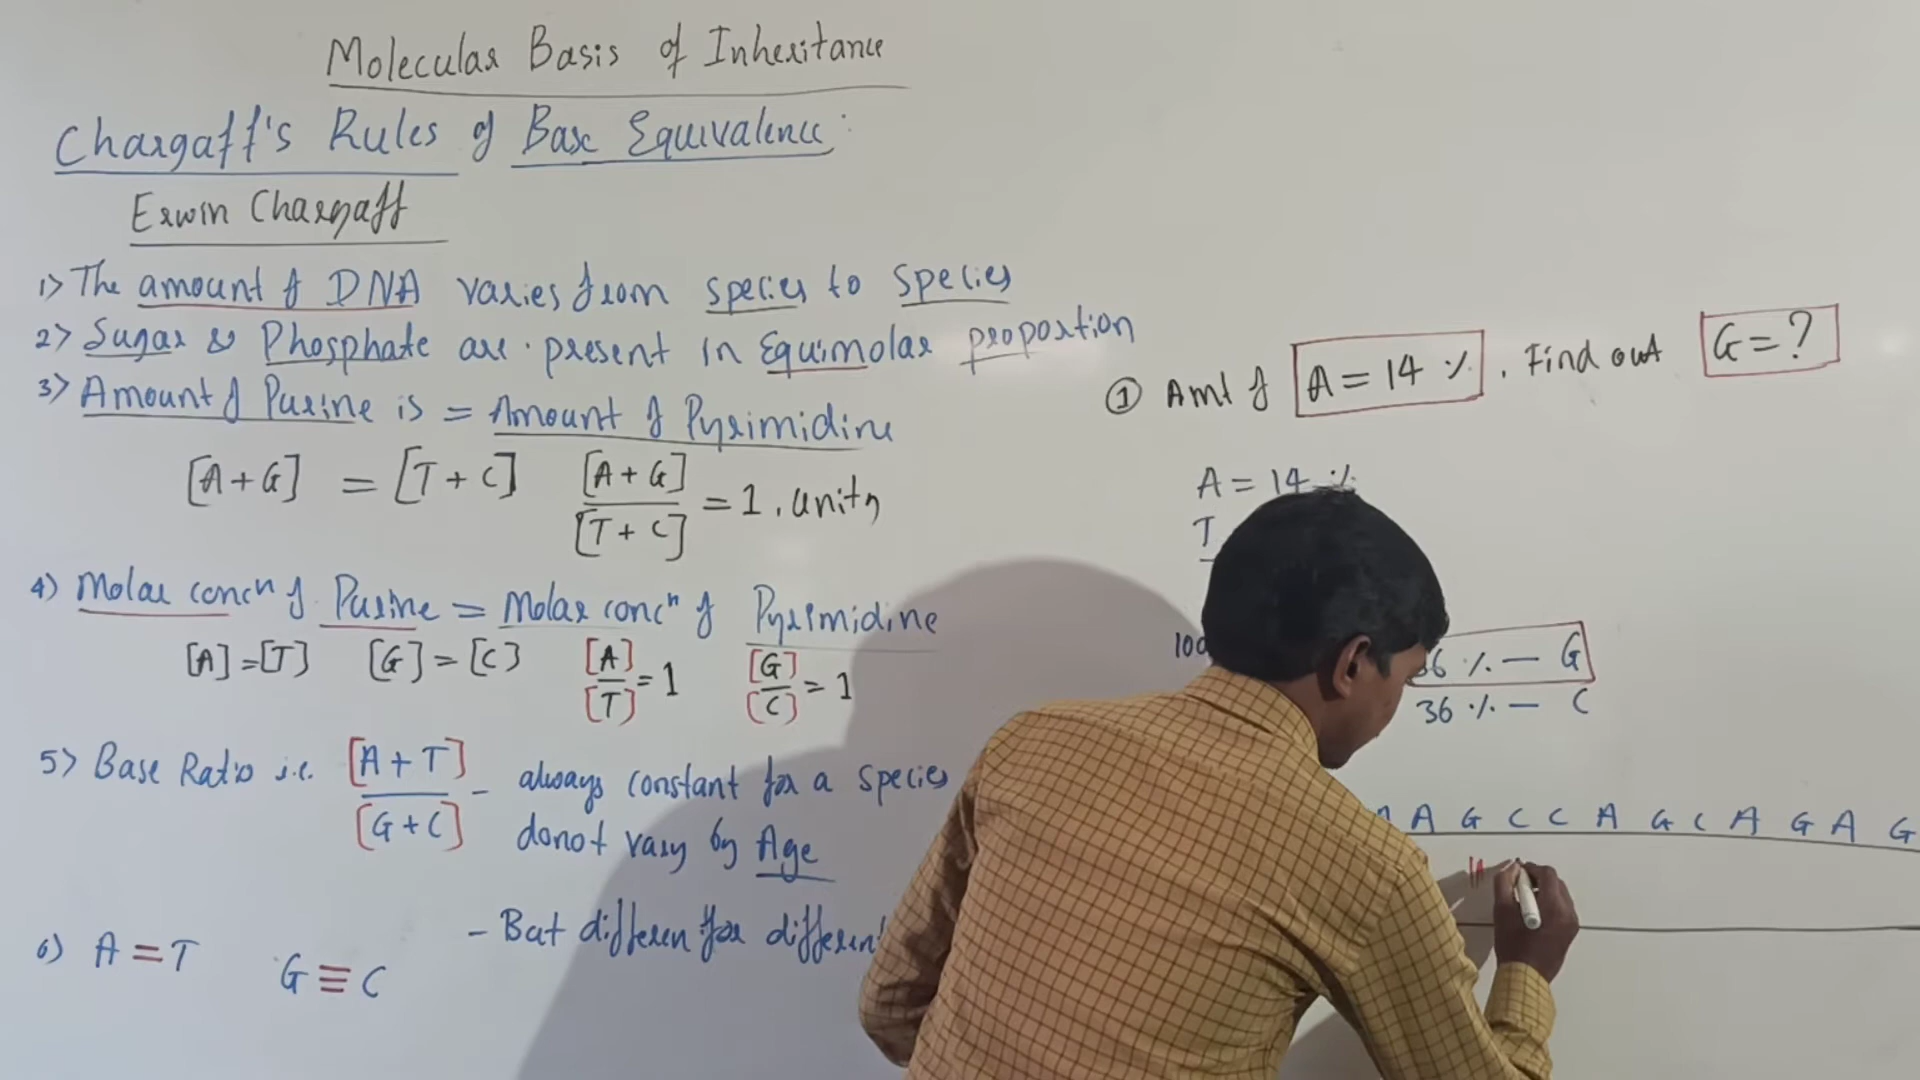 Molecular Basis of Inheritance
Chargaff's Rules of Base Equivalence:
Erwin Chargaff
1) The amount of DNA varies from species to species
2) Sugar & Phosphate are present in Equimolar proportion
3) Amount of Purine is = Amount of Pyrimidine
[A+G] = [T+C] [A+G] / [T+C] = 1. unity
4) Molar concn of Purine = Molar concn of Pyrimidine
[A]=[T] [G]=[C] [A] / [T] = 1 [G] / [C] = 1
5) Base Ratio i.e. [A+T] / [G+C] - always constant for a species
donot vary by Age
- But differen for different
6) A=T G≡C
① Amt of A=14 %. Find out G=?
A = 14 %
T
100
36 % — G
36 % — C
A G C C A G C A G A G